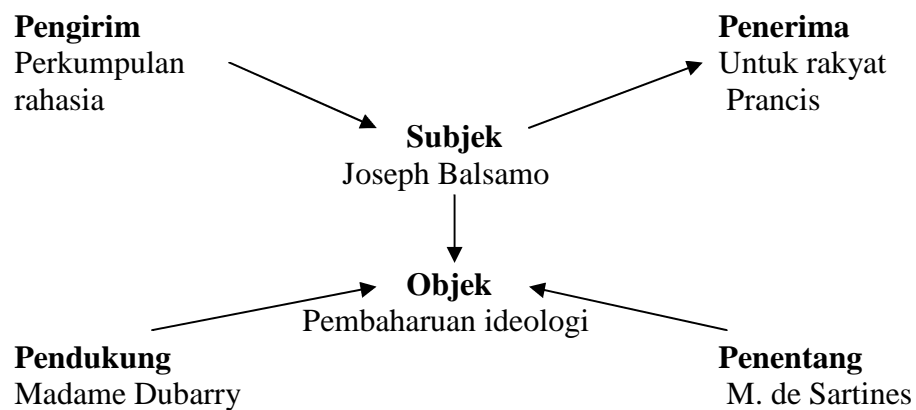 Pengirim
Perkumpulan
rahasia
Penerima
Untuk rakyat
Prancis
Subjek
Joseph Balsamo
Objek
Pembaharuan ideologi
Pendukung
Madame Dubarry
Penentang
M. de Sartines